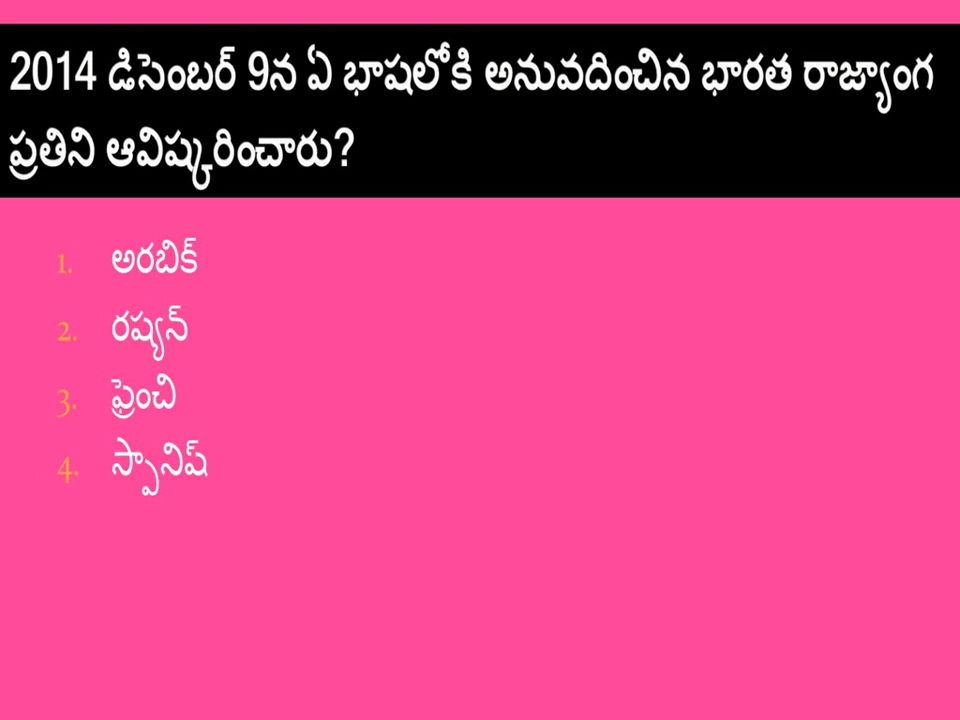 2014 డిసెంబర్ 9న ఏ భాషలోకి అనువదించిన భారత రాజ్యాంగ
ప్రతిని ఆవిష్కరించారు?
1. అరబిక్
2. రష్యన్
3. ఫ్రెంచి
4. స్పానిష్